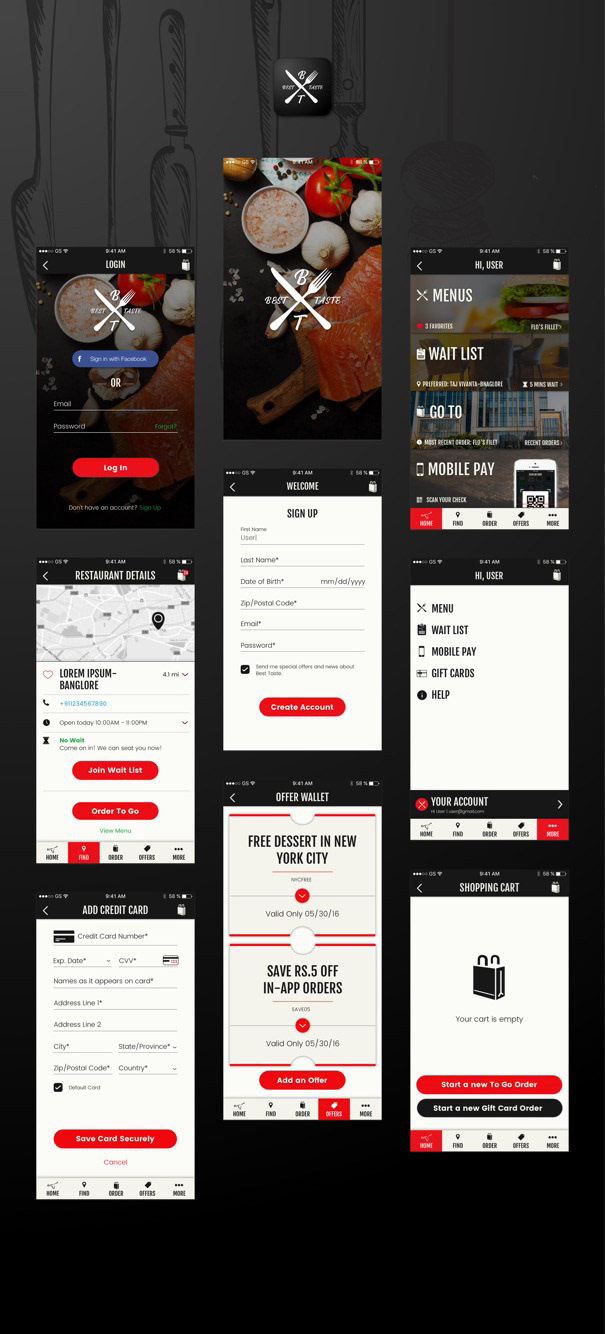 B
BEST TASTE
T
GS 9:41 AM 58 %
B
BEST TASTE
T
GS 9:41 AM 58 %
LOGIN
B
BEST TASTE
T
Sign in with Facebook
OR
Email
Password Forgot?
Log In
Don't have an account? Sign Up
GS 9:41 AM 58 %
HI, USER
MENUS
3 FAVORITES FLO'S FILLET
WAIT LIST
PREFERRED: TAJ VIVANTA-BNAGLORE 5 MINS WAIT
GO TO
MOST RECENT ORDER: FLO'S FILET RECENT ORDERS
MOBILE PAY
SCAN YOUR CHECK
HOME FIND ORDER OFFERS MORE
GS 9:41 AM 58 %
WELCOME
SIGN UP
First Name
User
Last Name*
Date of Birth* mm/dd/yyyy
Zip/Postal Code*
Email*
Password*
Send me special offers and news about
Best Taste.
Create Account
GS 9:41 AM 58 %
RESTAURANT DETAILS
LOREM IPSUM-
BANGLORE
4.1 mi
+911234567890
Open today 10:00AM - 11:00PM
No Wait
Come on in! We can seat you now!
Join Wait List
Order To Go
View Menu
HOME FIND ORDER OFFERS MORE
GS 9:41 AM 58 %
HI, USER
MENU
WAIT LIST
MOBILE PAY
GIFT CARDS
HELP
YOUR ACCOUNT
Hi User | user@gmail.com
HOME FIND ORDER OFFERS MORE
GS 9:41 AM 58 %
OFFER WALLET
FREE DESSERT IN NEW
YORK CITY
NYCFREE
Valid Only 05/30/16
SAVE RS.5 OFF
IN-APP ORDERS
SAVED5
Valid Only 05/30/16
Add an Offer
HOME FIND ORDER OFFERS MORE
GS 9:41 AM 58 %
ADD CREDIT CARD
Credit Card Number*
Exp. Date* CVV* 123
Names as it appears on card*
Address Line 1*
Address Line 2
City* State/Province*
Zip/Postal Code* Country*
Default Card
Save Card Securely
Cancel
HOME FIND ORDER OFFERS MORE
GS 9:41 AM 58 %
SHOPPING CART
Your cart is empty
Start a new To Go Order
Start a new Gift Card Order
HOME FIND ORDER OFFERS MORE